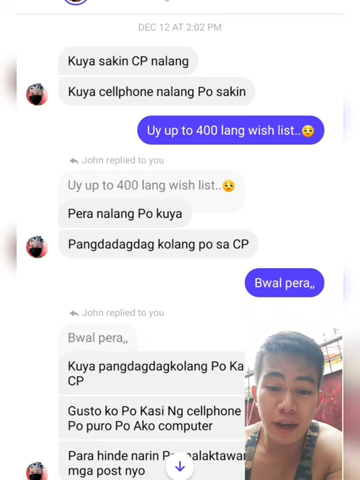 DEC 12 AT 2:02 PM
Kuya sakin CP nalang
Kuya cellphone nalang Po sakin
Uy up to 400 lang wish list..😒
John replied to you
Uy up to 400 lang wish list..😒
Pera nalang Po kuya
Pangdadagdag kolang po sa CP
Bwal pera,,
John replied to you
Bwal pera,,
Kuya pangdagdagkolang Po Ka
CP
Gusto ko Po Kasi Ng cellphone
Po puro Po Ako computer
Para hinde narin
mga post nyo